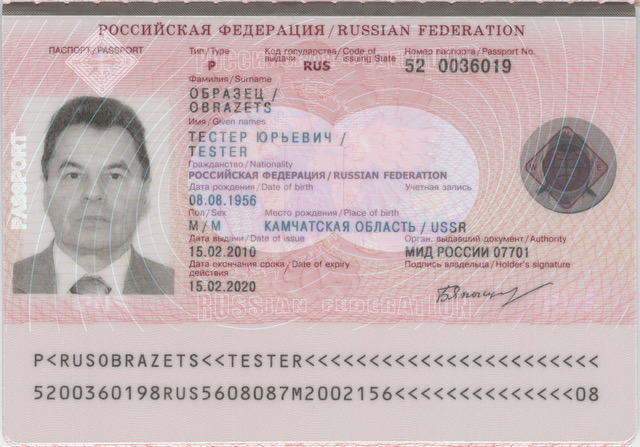 РОССИЙСКАЯ ФЕДЕРАЦИЯ / RUSSIAN FEDERATION
ПАСПОРТ / PASSPORT
Тип / Type
Код государства / Code of
выдачи issuing State
Номер паспорта / Passport No.
P
RUS
52 0036019
Фамилия / Surname
ОБРАЗЕЦ /
OBRAZETS
Имя / Given names
ТЕСТЕР ЮРЬЕВИЧ /
TESTER
Гражданство / Nationality
РОССИЙСКАЯ ФЕДЕРАЦИЯ / RUSSIAN FEDERATION
Дата рождения / Date of birth
Учетная запись
08.08.1956
Пол / Sex
Место рождения / Place of birth
М / M
КАМЧАТСКАЯ ОБЛАСТЬ / USSR
Дата выдачи / Date of issue
Орган, выдавший документ / Authority
15.02.2010
МИД РОССИИ 07701
Дата окончания срока / Date of expiry
действия
Подпись владельца / Holder's signature
15.02.2020
PASSPORT
RUSSIAN FEDERATION
P<RUSOBRAZETS<<TESTER<<<<<<<<<<<<<<<<<<<<<<<
5200360198RUS5608087M2002156<<<<<<<<<<<<<<08